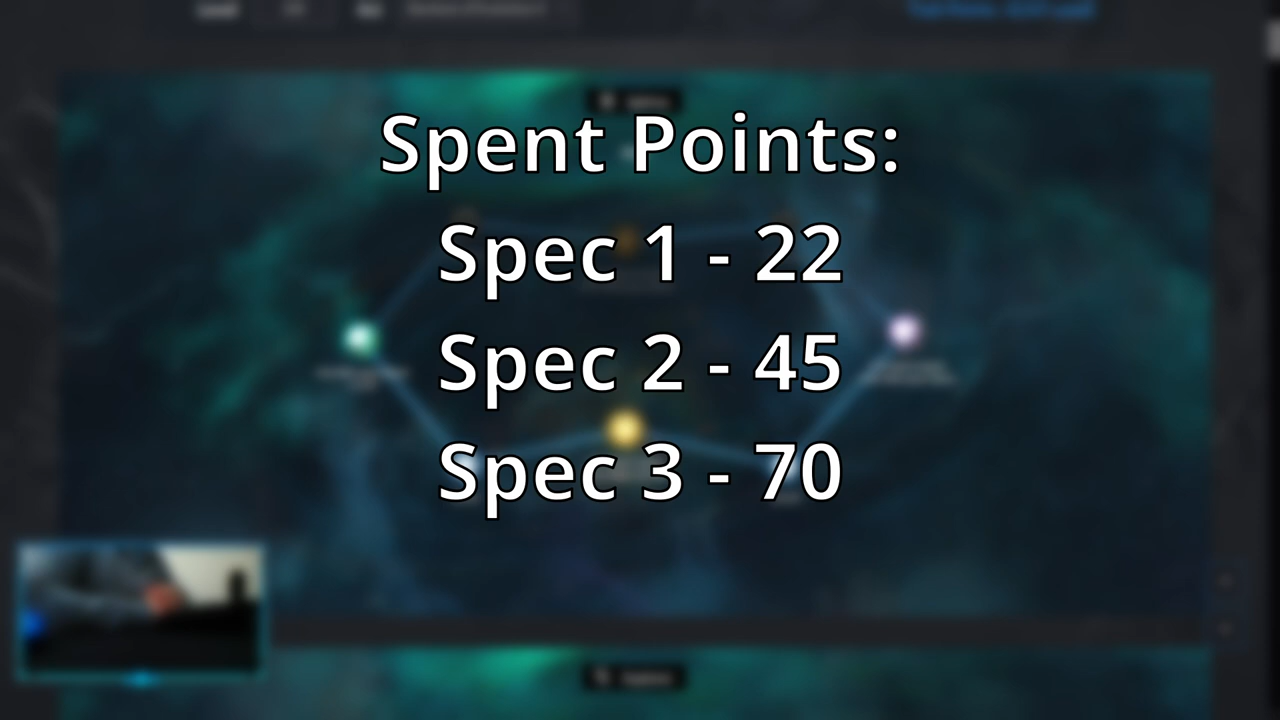 Spent Points:
Spec 1 - 22
Spec 2 - 45
Spec 3 - 70